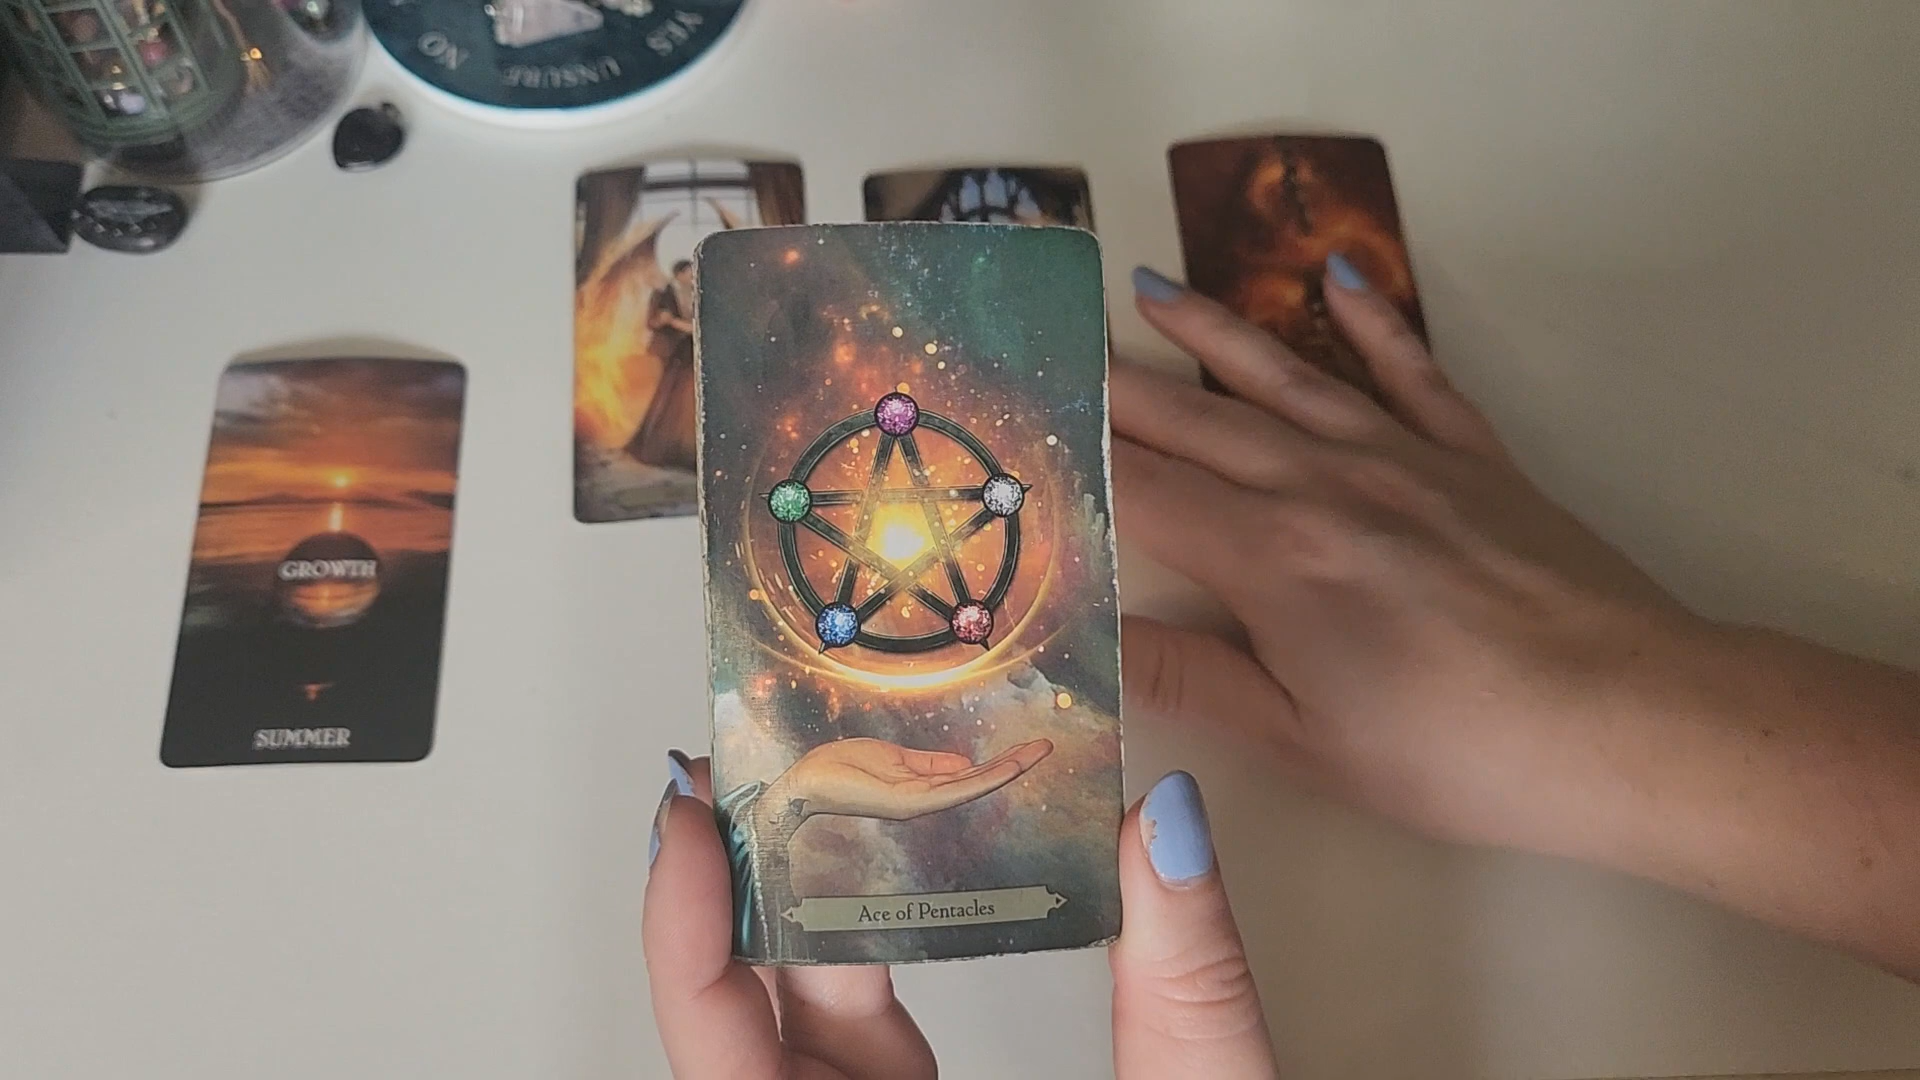 NO
UNSURE
YES
GROWTH
SUMMER
Ace of Pentacles